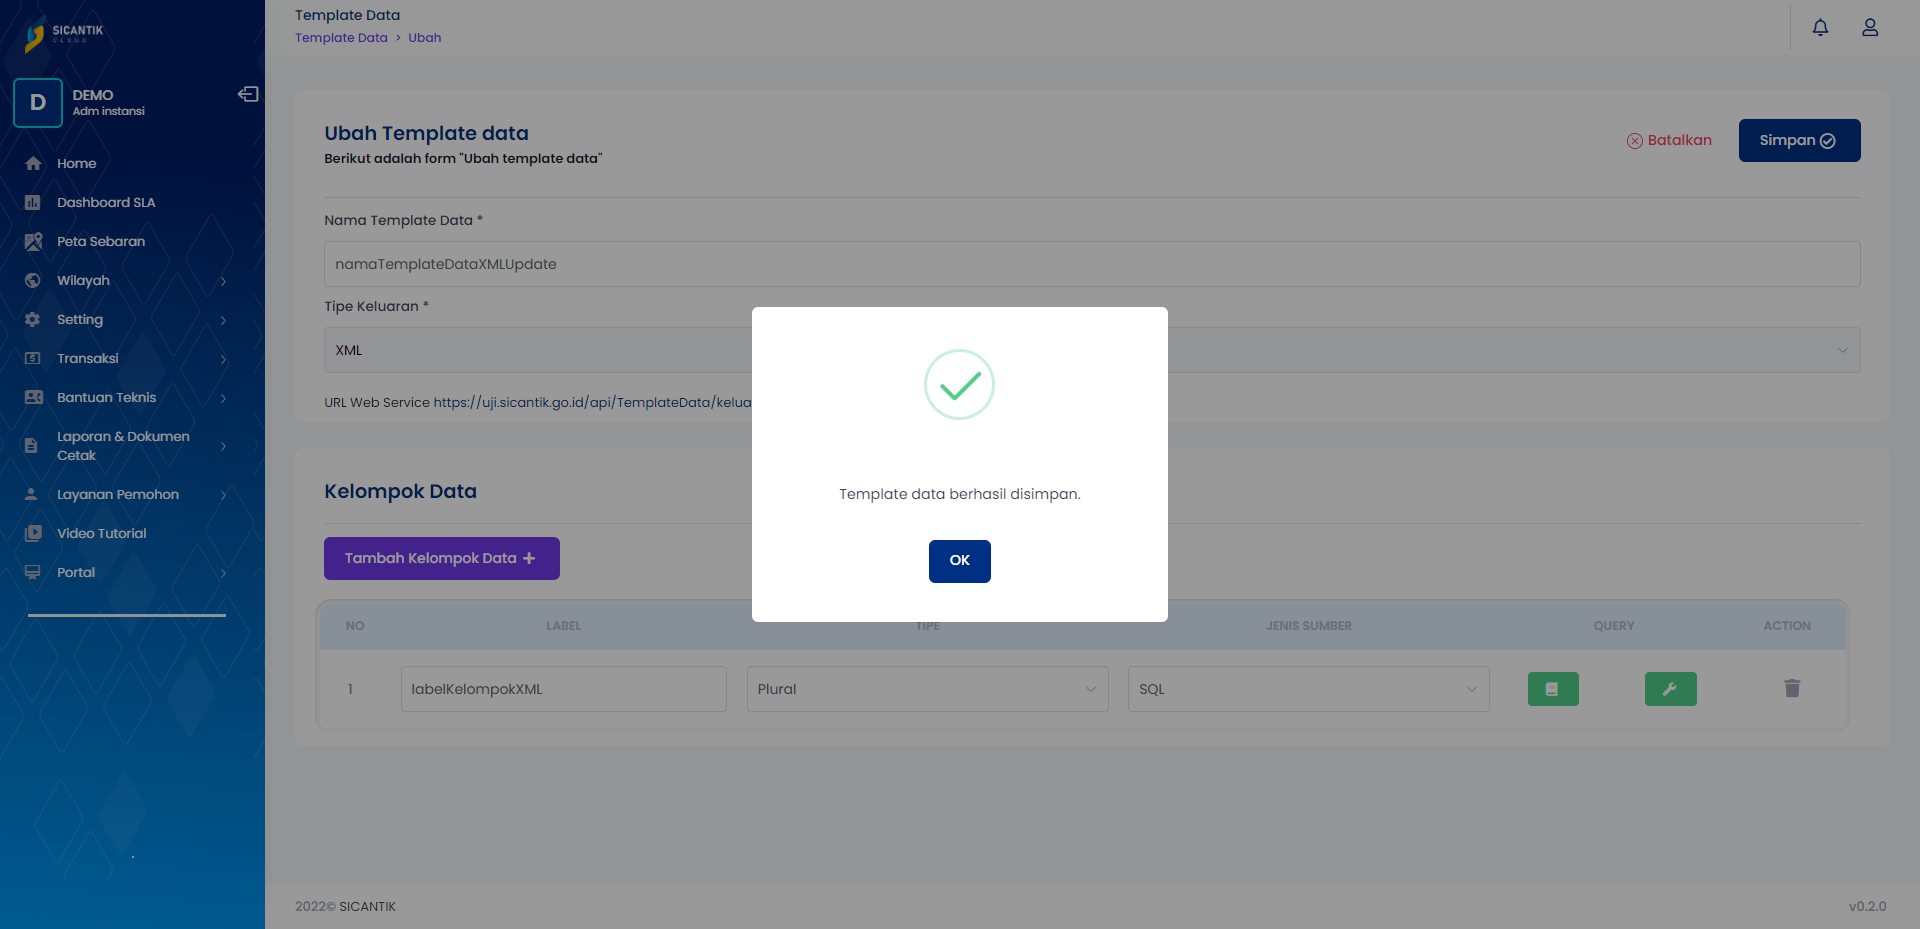 SICANTIK
CLOUD
D
DEMO
Adm instansi
Home
Dashboard SLA
Peta Sebaran
Wilayah
Setting
Transaksi
Bantuan Teknis
Laporan & Dokumen
Cetak
Layanan Pemohon
Video Tutorial
Portal
Template Data
Template Data > Ubah
Ubah Template data
Berikut adalah form "Ubah template data"
Batalkan
Simpan
Nama Template Data *
namaTemplateDataXMLUpdate
Tipe Keluaran *
XML
URL Web Service https://uji.sicantik.go.id/api/TemplateData/kelua
Template data berhasil disimpan.
OK
Kelompok Data
Tambah Kelompok Data +
NO LABEL TIPE JENIS SUMBER QUERY ACTION
1 labelKelompokXML Plural SQL
2022© SICANTIK
v0.2.0